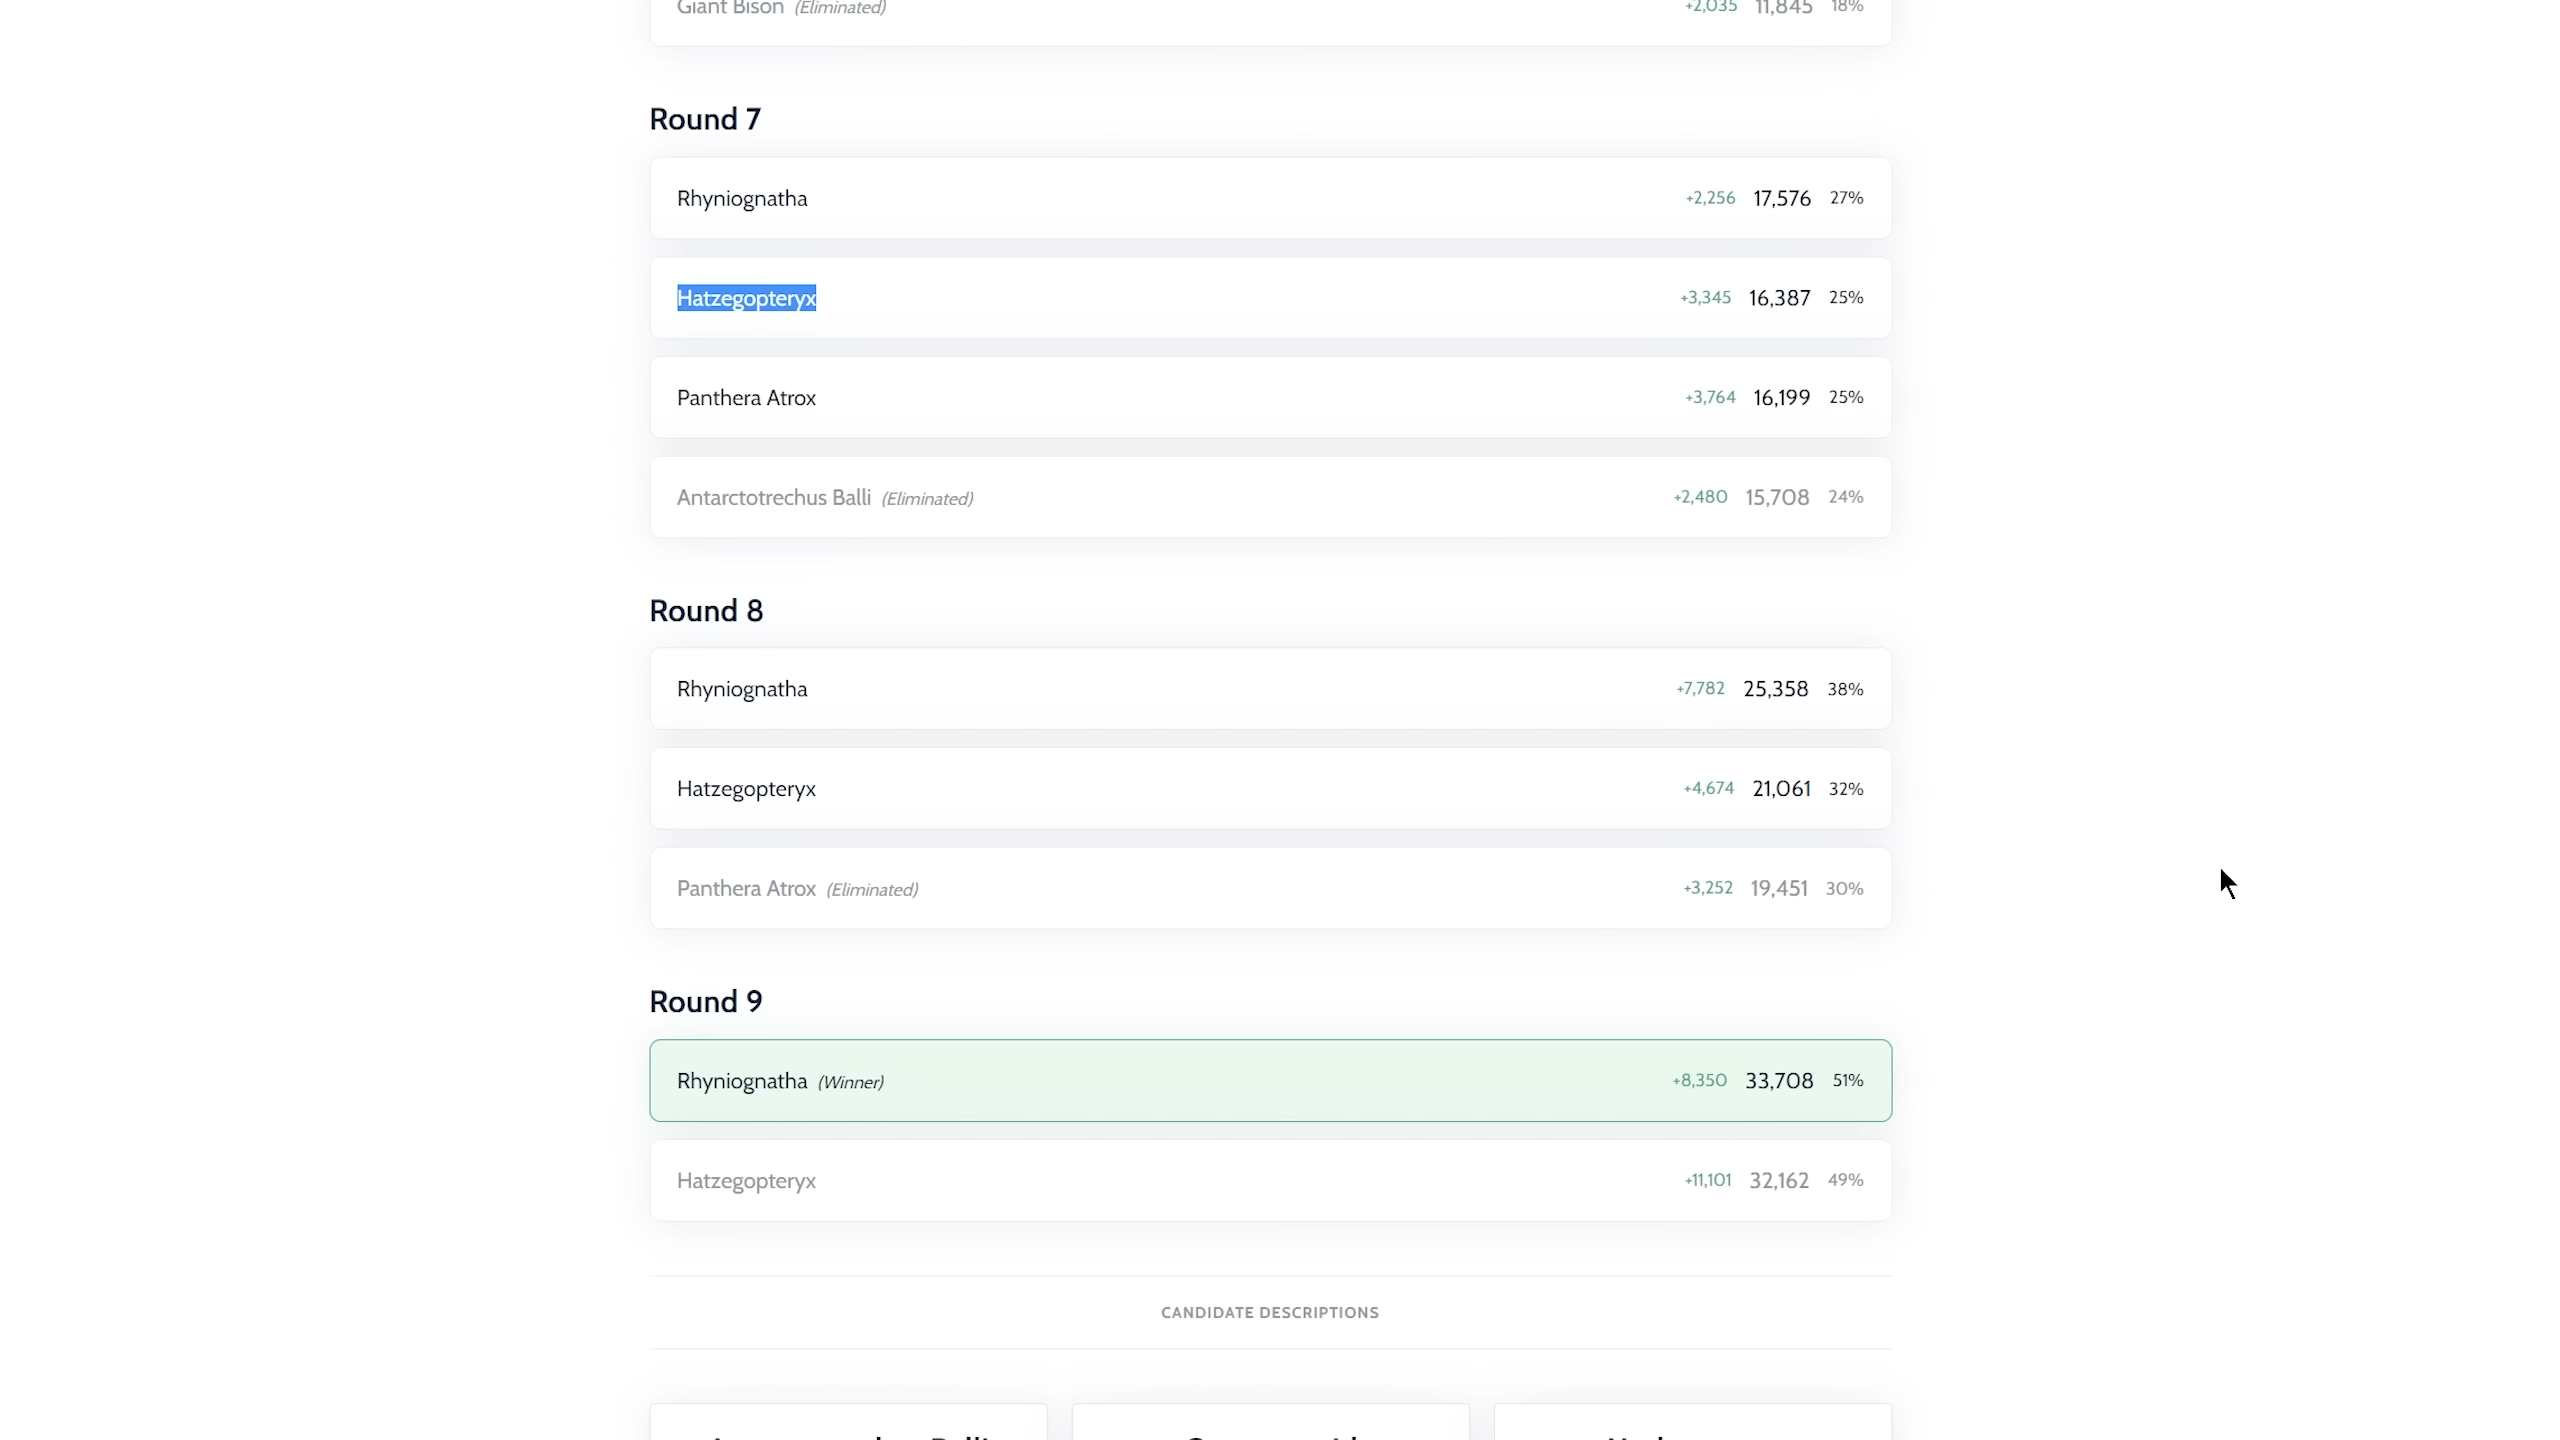 Giant Bison (Eliminated) +2,035 11,845 18%
Round 7
Rhyniognatha +2,256 17,576 27%
Hatzegopteryx +3,345 16,387 25%
Panthera Atrox +3,764 16,199 25%
Antarctotrechus Balli (Eliminated) +2,480 15,708 24%
Round 8
Rhyniognatha +7,782 25,358 38%
Hatzegopteryx +4,674 21,061 32%
Panthera Atrox (Eliminated) +3,252 19,451 30%
Round 9
Rhyniognatha (Winner) +8,350 33,708 51%
Hatzegopteryx +11,101 32,162 49%
CANDIDATE DESCRIPTIONS